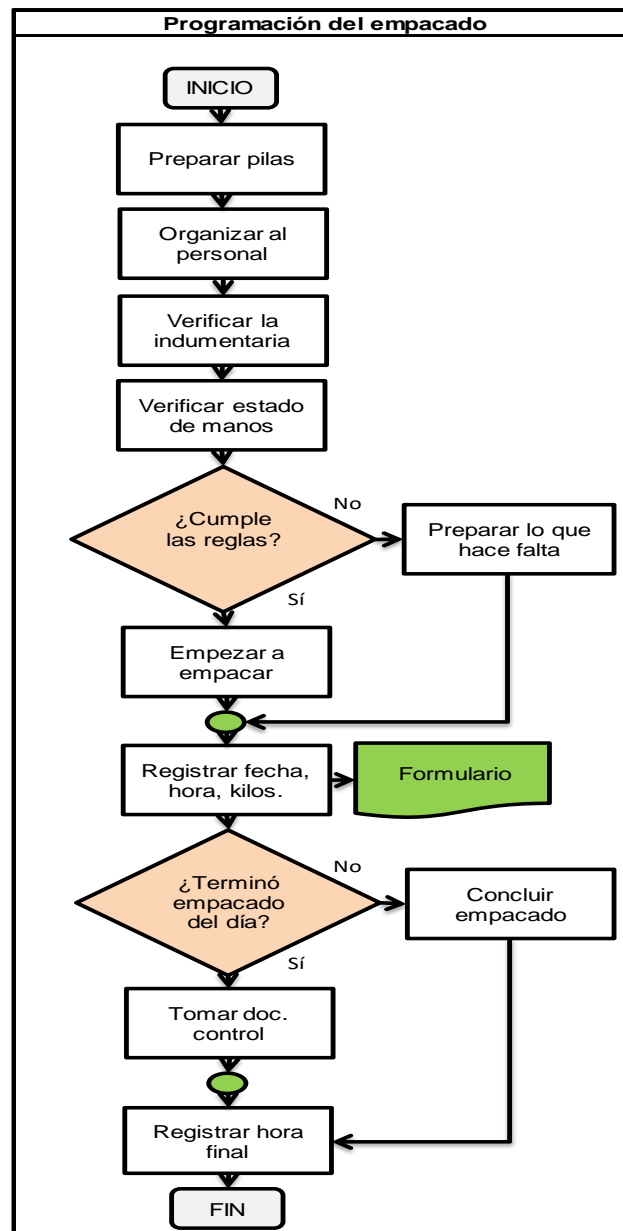 Programación del empacado
INICIO
Preparar pilas
Organizar al
personal
Verificar la
indumentaria
Verificar estado
de manos
¿Cumple
las reglas?
No
Preparar lo que
hace falta
Sí
Empezar a
empacar
Registrar fecha,
hora, kilos.
Formulario
¿Terminó
empacado
del día?
No
Concluir
empacado
Sí
Tomar doc.
control
Registrar hora
final
FIN